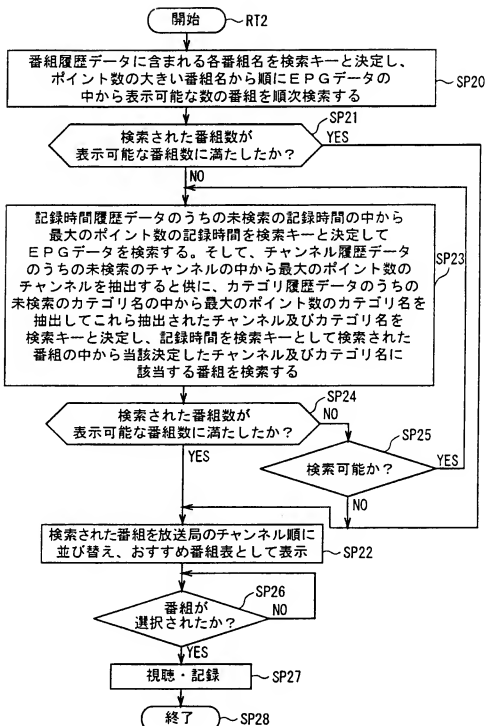 開始
RT2
番組履歴データに含まれる各番組名を検索キーと決定し、
ポイント数の大きい番組名から順にEPGデータの
中から表示可能な数の番組を順次検索する
SP20
SP21
検索された番組数が
表示可能な番組数に満たしたか?
YES
NO
記録時間履歴データのうちの未検索の記録時間の中から
最大のポイント数の記録時間を検索キーと決定して
EPGデータを検索する。そして、チャンネル履歴データ
のうちの未検索のチャンネルの中から最大のポイント数の
チャンネルを抽出すると供に、カテゴリ履歴データのうちの
未検索のカテゴリ名の中から最大のポイント数のカテゴリ名を
抽出してこれら抽出されたチャンネル及びカテゴリ名を
検索キーと決定し、記録時間を検索キーとして検索された
番組の中から当該決定したチャンネル及びカテゴリ名に
該当する番組を検索する
SP23
SP24
検索された番組数が
表示可能な番組数に満たしたか?
NO
YES
SP25
検索可能か?
YES
NO
検索された番組を放送局のチャンネル順に
並び替え、おすすめ番組表として表示
SP22
SP26
番組が
選択されたか?
NO
YES
視聴・記録
SP27
終了
SP28